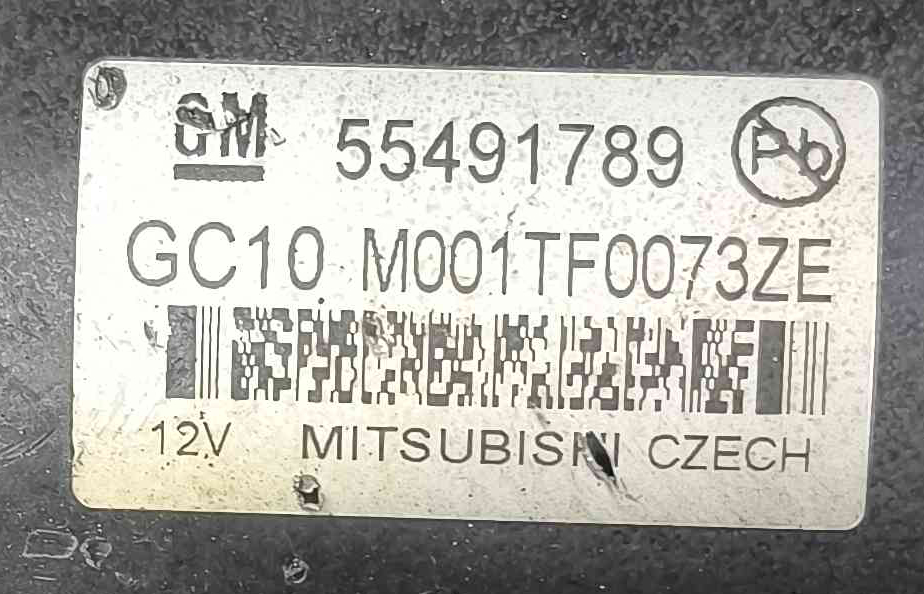 GM 55491789 Pb
GC10 M001TF0073ZE
12V MITSUBISHI CZECH